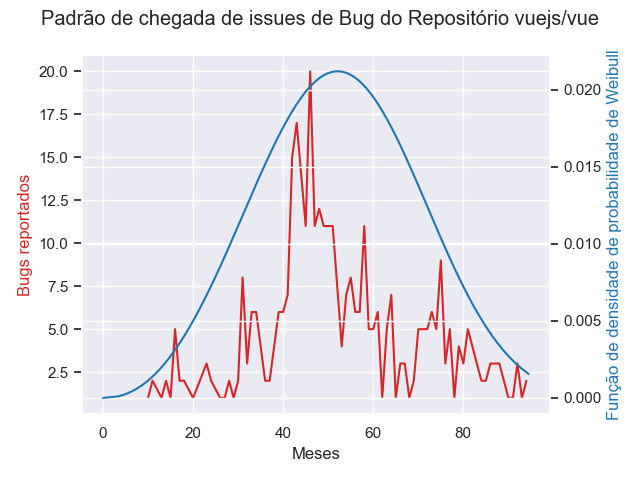 Padrão de chegada de issues de Bug do Repositório vuejs/vue
20.0
17.5
15.0
12.5
10.0
7.5
5.0
2.5
Bugs reportados
0.020
0.015
0.010
0.005
0.000
Função de densidade de probabilidade de Weibull
0 20 40 60 80
Meses